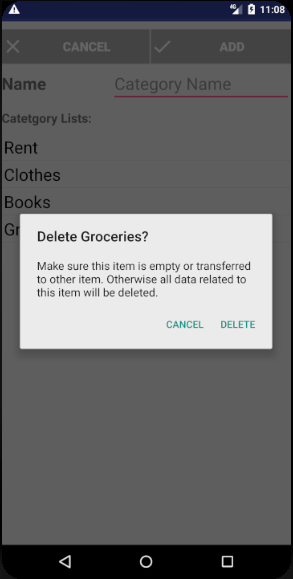 4G 11:08
CANCEL ADD
Name Category Name
Catetgory Lists:
Rent
Clothes
Books
Gr
Delete Groceries?
Make sure this item is empty or transferred
to other item. Otherwise all data related to
this item will be deleted.
CANCEL DELETE